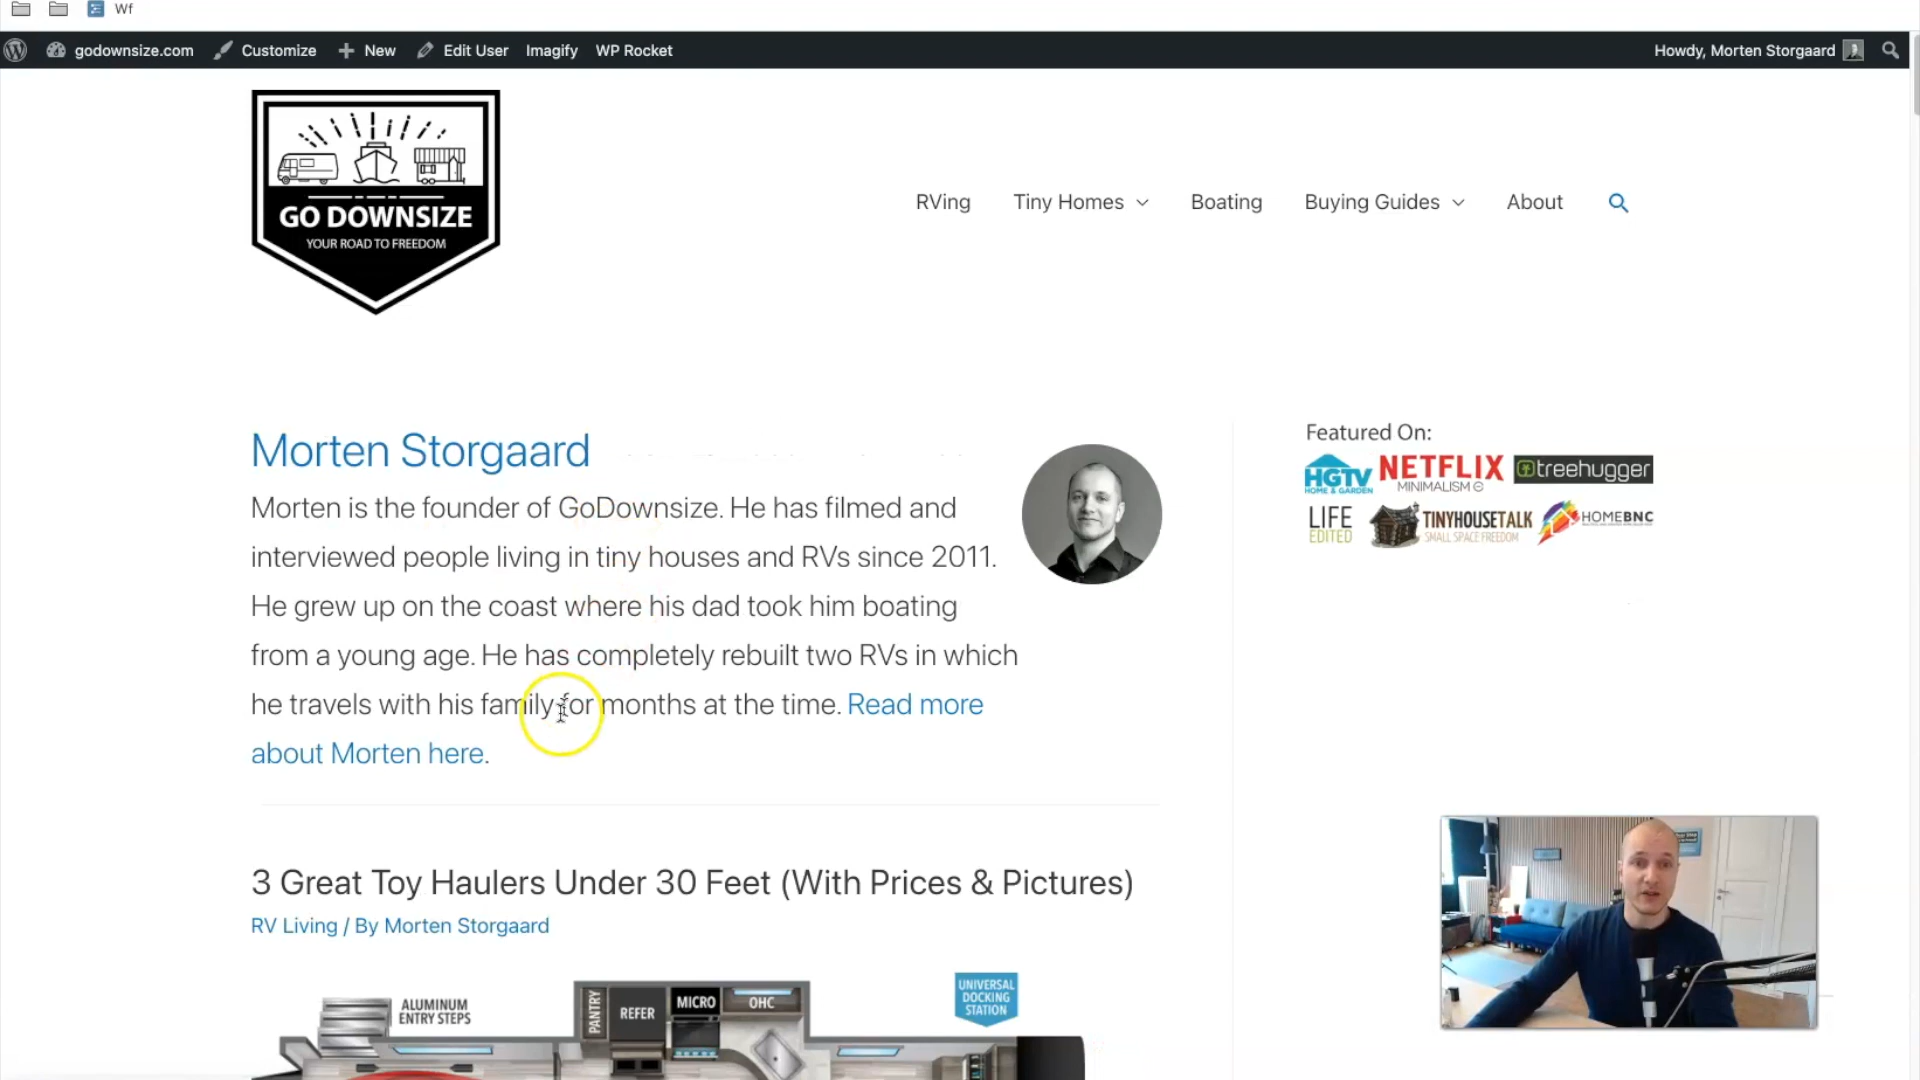 Wf
godownsize.com Customize New Edit User Imagify WP Rocket Howdy, Morten Storgaard
GO DOWNSIZE
YOUR ROAD TO FREEDOM
RVing Tiny Homes Boating Buying Guides About
Morten Storgaard
Morten is the founder of GoDownsize. He has filmed and
interviewed people living in tiny houses and RVs since 2011.
He grew up on the coast where his dad took him boating
from a young age. He has completely rebuilt two RVs in which
he travels with his family for months at the time. Read more
about Morten here.
Featured On:
HGTV
HOME & GARDEN
NETFLIX
MINIMALISM
treehugger
LIFE
EDITED
TINYHOUSETALK
SMALL SPACE FREEDOM
HOMEBNC
3 Great Toy Haulers Under 30 Feet (With Prices & Pictures)
RV Living / By Morten Storgaard
ALUMINUM
ENTRY STEPS
PANTRY
REFER
MICRO
OHC
UNIVERSAL
DOCKING
STATION